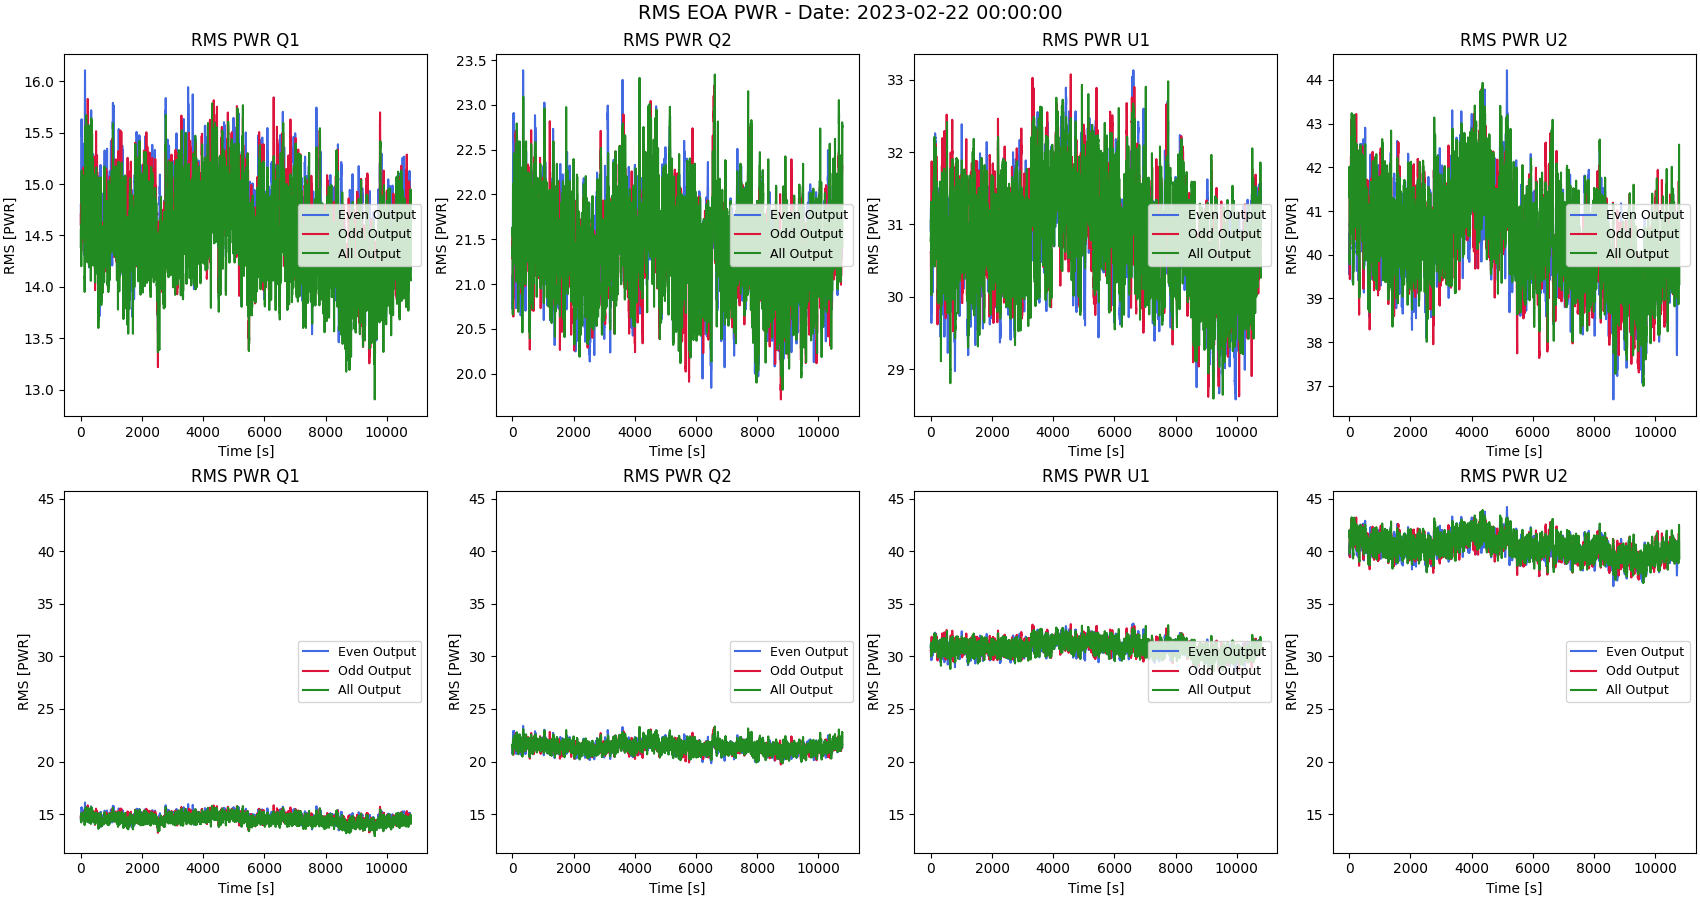 RMS EOA PWR - Date: 2023-02-22 00:00:00
RMS PWR Q1
RMS [PWR]
16.0
15.5
15.0
14.5
14.0
13.5
13.0
0 2000 4000 6000 8000 10000
Time [s]
Even Output
Odd Output
All Output
RMS PWR Q2
RMS [PWR]
23.5
23.0
22.5
22.0
21.5
21.0
20.5
20.0
0 2000 4000 6000 8000 10000
Time [s]
Even Output
Odd Output
All Output
RMS PWR U1
RMS [PWR]
33
32
31
30
29
0 2000 4000 6000 8000 10000
Time [s]
Even Output
Odd Output
All Output
RMS PWR U2
RMS [PWR]
44
43
42
41
40
39
38
37
0 2000 4000 6000 8000 10000
Time [s]
Even Output
Odd Output
All Output
RMS PWR Q1
RMS [PWR]
45
40
35
30
25
20
15
0 2000 4000 6000 8000 10000
Time [s]
Even Output
Odd Output
All Output
RMS PWR Q2
RMS [PWR]
45
40
35
30
25
20
15
0 2000 4000 6000 8000 10000
Time [s]
Even Output
Odd Output
All Output
RMS PWR U1
RMS [PWR]
45
40
35
30
25
20
15
0 2000 4000 6000 8000 10000
Time [s]
Even Output
Odd Output
All Output
RMS PWR U2
RMS [PWR]
45
40
35
30
25
20
15
0 2000 4000 6000 8000 10000
Time [s]
Even Output
Odd Output
All Output